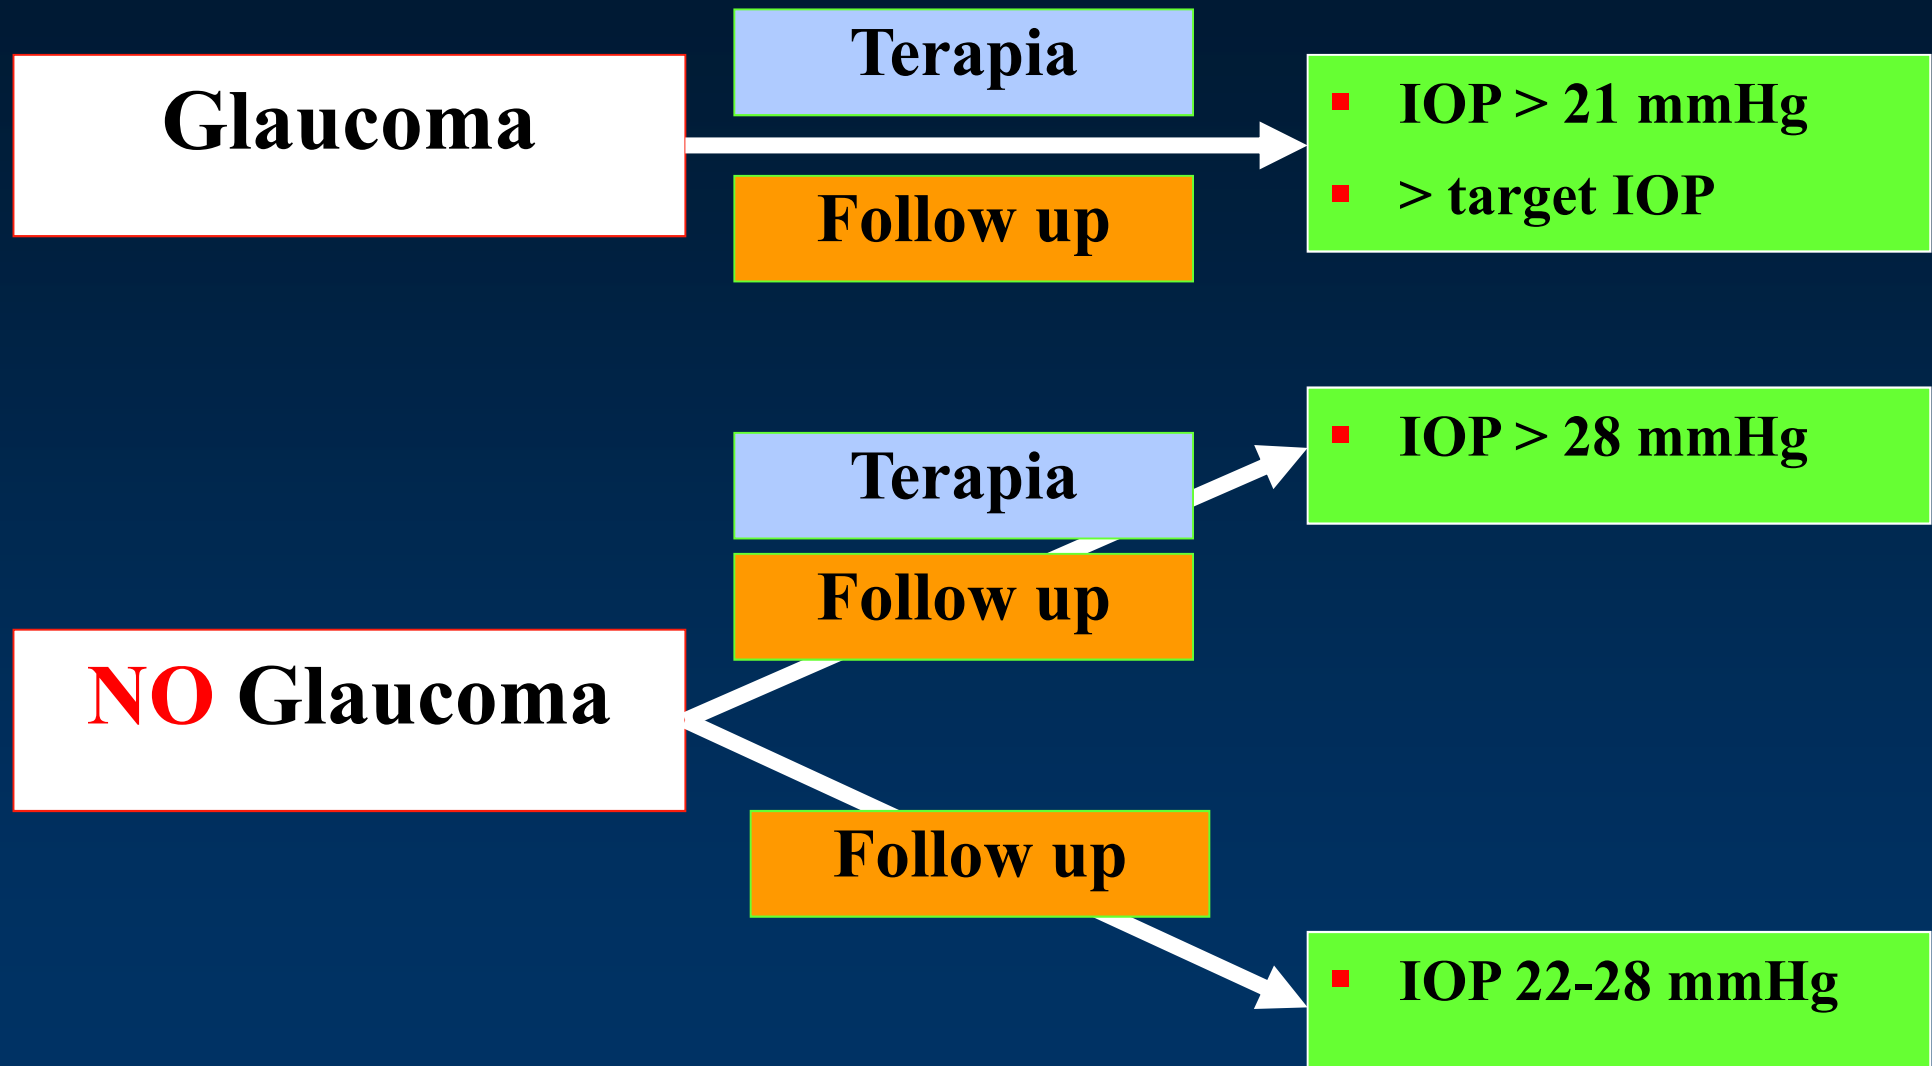 Glaucoma
Terapia
Follow up
IOP > 21 mmHg
> target IOP
NO Glaucoma
Terapia
Follow up
IOP > 28 mmHg
Follow up
IOP 22-28 mmHg